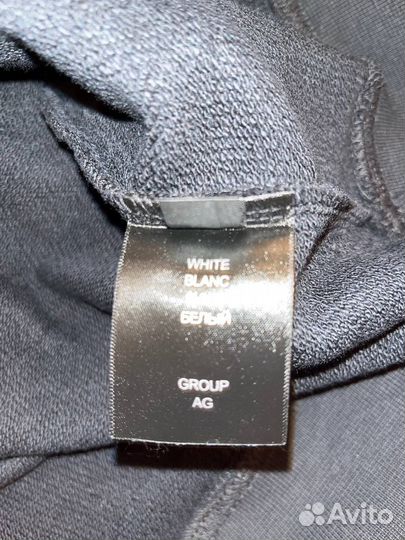 WHITE
BLANC
БЕЛЫЙ
GROUP
AG
Avito